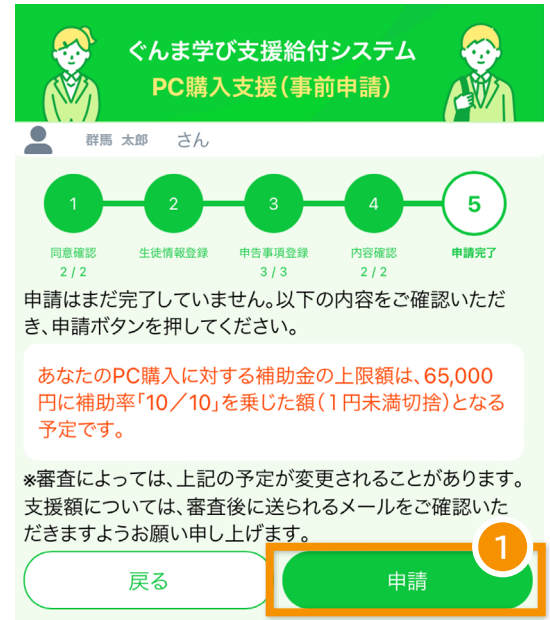 ぐんま学び支援給付システム
PC購入支援（事前申請）
群馬 太郎 さん
1 2 3 4 5
同意確認 生徒情報登録 申告事項登録 内容確認 申請完了
2 / 2 3 / 3 2 / 2
申請はまだ完了していません。以下の内容をご確認いただ
き、申請ボタンを押してください。
あなたのPC購入に対する補助金の上限額は、65,000
円に補助率「10／10」を乗じた額（１円未満切捨）となる
予定です。
※審査によっては、上記の予定が変更されることがあります。
支援額については、審査後に送られるメールをご確認いた
だきますようお願い申し上げます。
1
戻る 申請